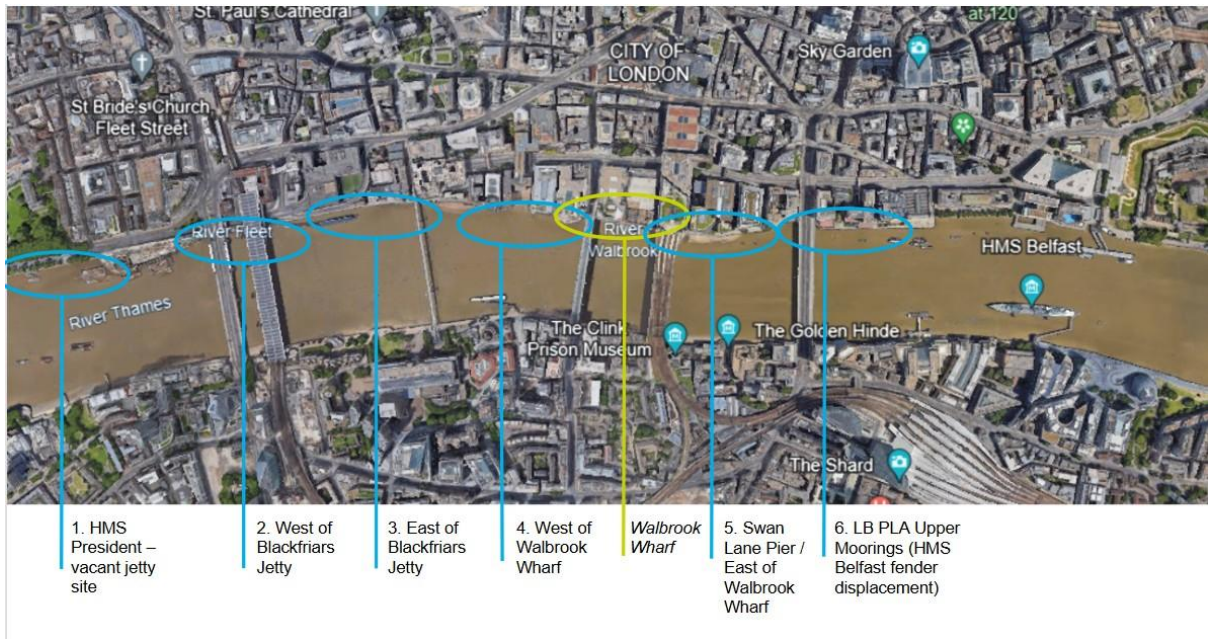 St. Paul's Cathedral
at 120
CITY OF
LONDON
Sky Garden
St Bride's Church
Fleet Street
River Fleet
River
Walbrook
HMS Belfast
River Thames
The Clink
Prison Museum
The Golden Hinde
The Shard
1. HMS
President –
vacant jetty
site
2. West of
Blackfriars
Jetty
3. East of
Blackfriars
Jetty
4. West of
Walbrook
Wharf
Walbrook
Wharf
5. Swan
Lane Pier /
East of
Walbrook
Wharf
6. LB PLA Upper
Moorings (HMS
Belfast fender
displacement)